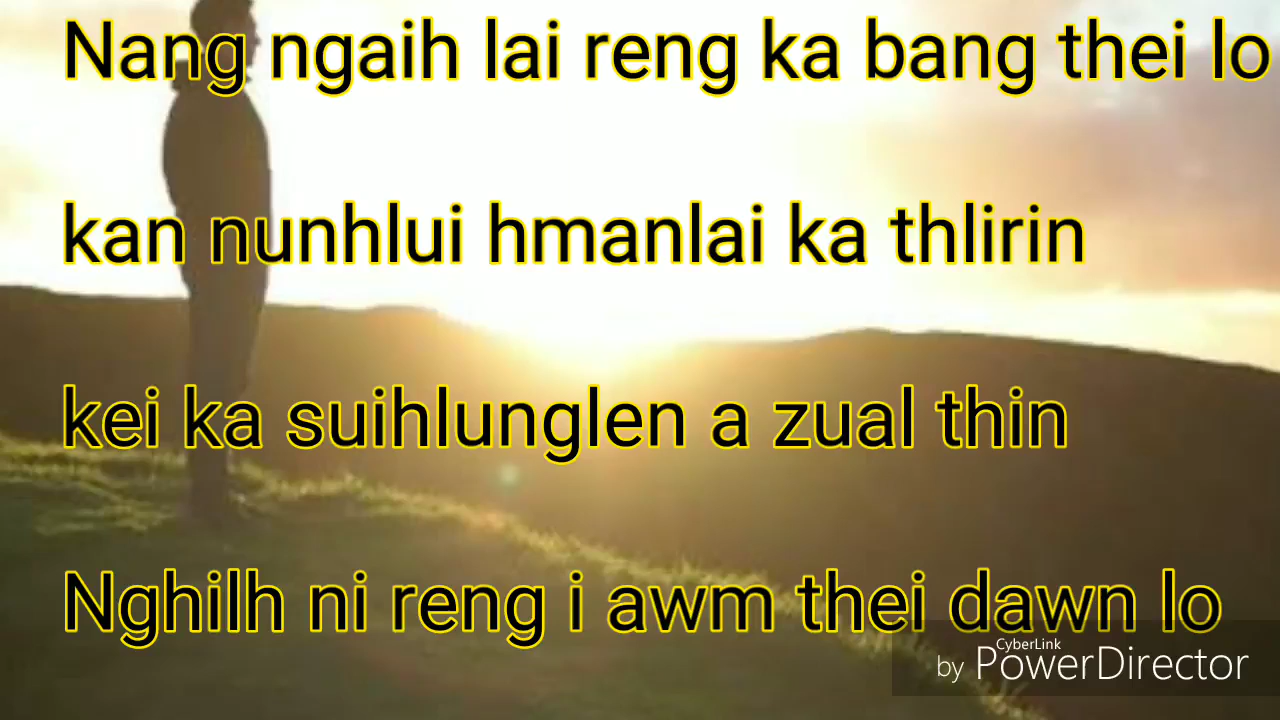 Nang ngaih lai reng ka bang thei lo
kan nunhlui hmanlai ka thlirin
kei ka suihlunglen a zual thin
Nghilh ni reng i awm thei dawn lo
CyberLink
by PowerDirector